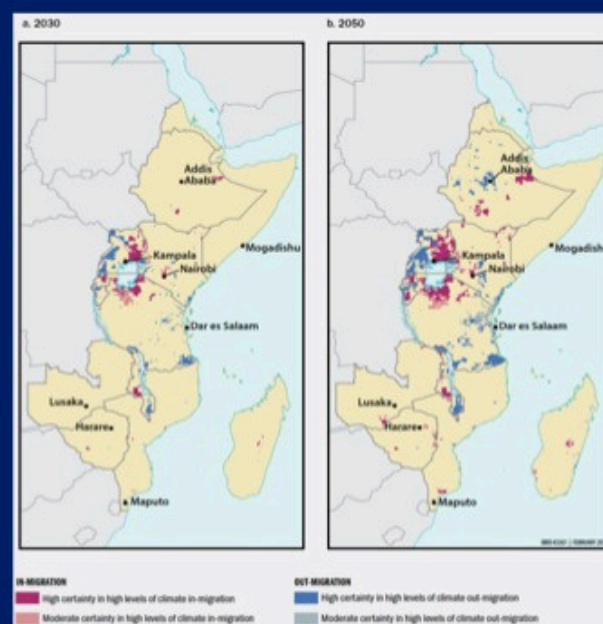 a. 2030
b. 2050
Addis
Ababa
Kampala
Nairobi
Mogadishu
Dar es Salaam
Lusaka
Harare
Maputo
Addis
Ababa
Kampala
Nairobi
Mogadish
Dar es Salaam
Lusaka
Harare
Maputo
IN-MIGRATION
High certainty in high levels of climate in-migration
Moderate certainty in high levels of climate in-migration
OUT-MIGRATION
High certainty in high levels of climate out-migration
Moderate certainty in high levels of climate out-migration